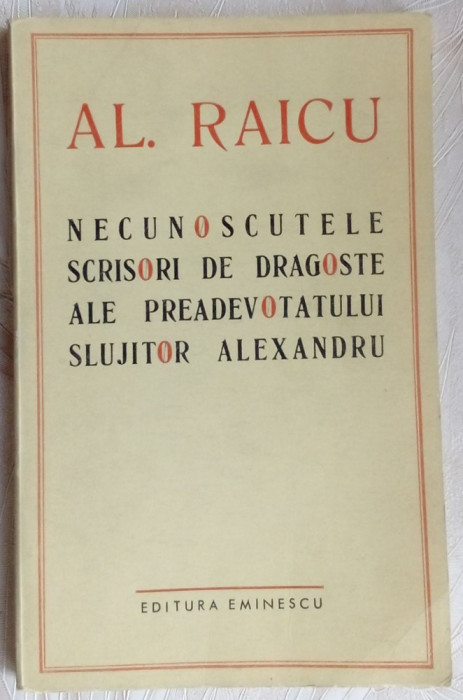 AL. RAICU
NECUNOSCUTELE
SCRISORI DE DRAGOSTE
ALE PREADEVOTATULUI
SLUJITOR ALEXANDRU
EDITURA EMINESCU